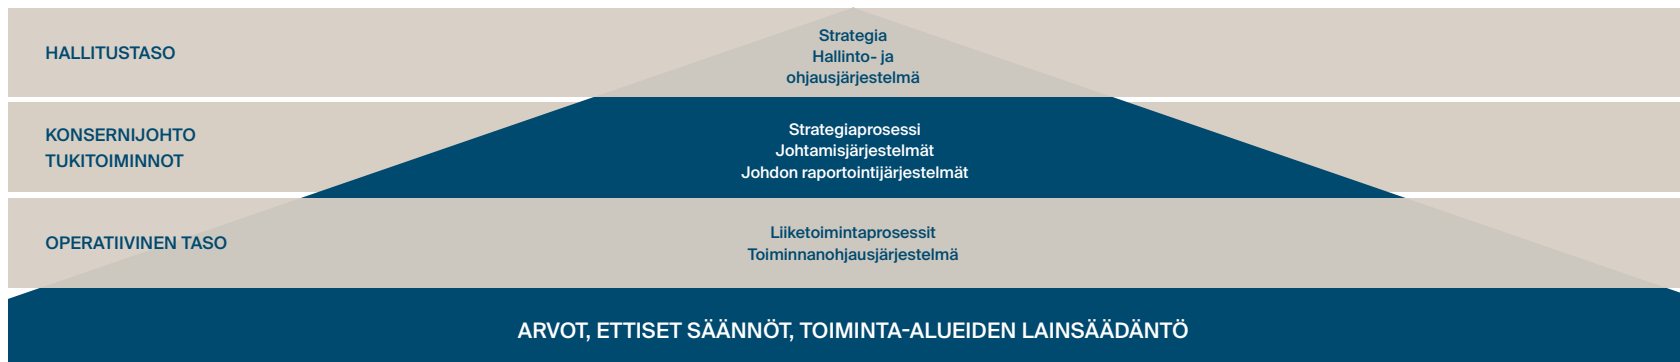 HALLITUSTASO
Strategia
Hallinto- ja
ohjausjärjestelmä
KONSERNIJOHTO
TUKITOIMINNOT
Strategiaprosessi
Johtamisjärjestelmät
Johdon raportointijärjestelmät
OPERATIIVINEN TASO
Liiketoimintaprosessit
Toiminnanohjausjärjestelmä
ARVOT, ETTISET SÄÄNNÖT, TOIMINTA-ALUEIDEN LAINSÄÄDÄNTÖ